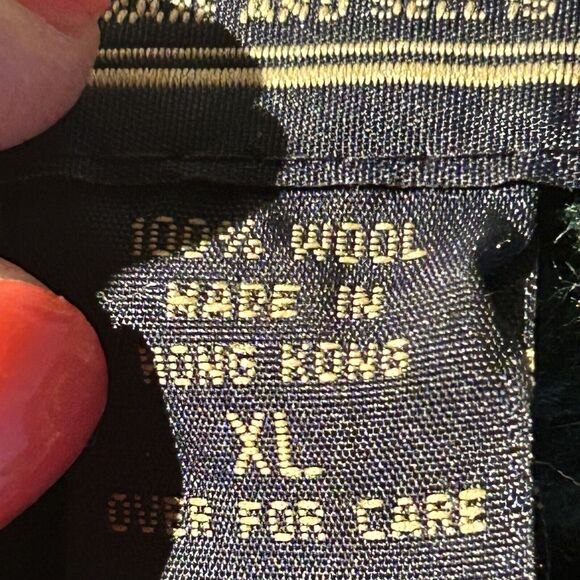 100% WOOL
MADE IN
HONG KONG
XL
OVER FOR CARE